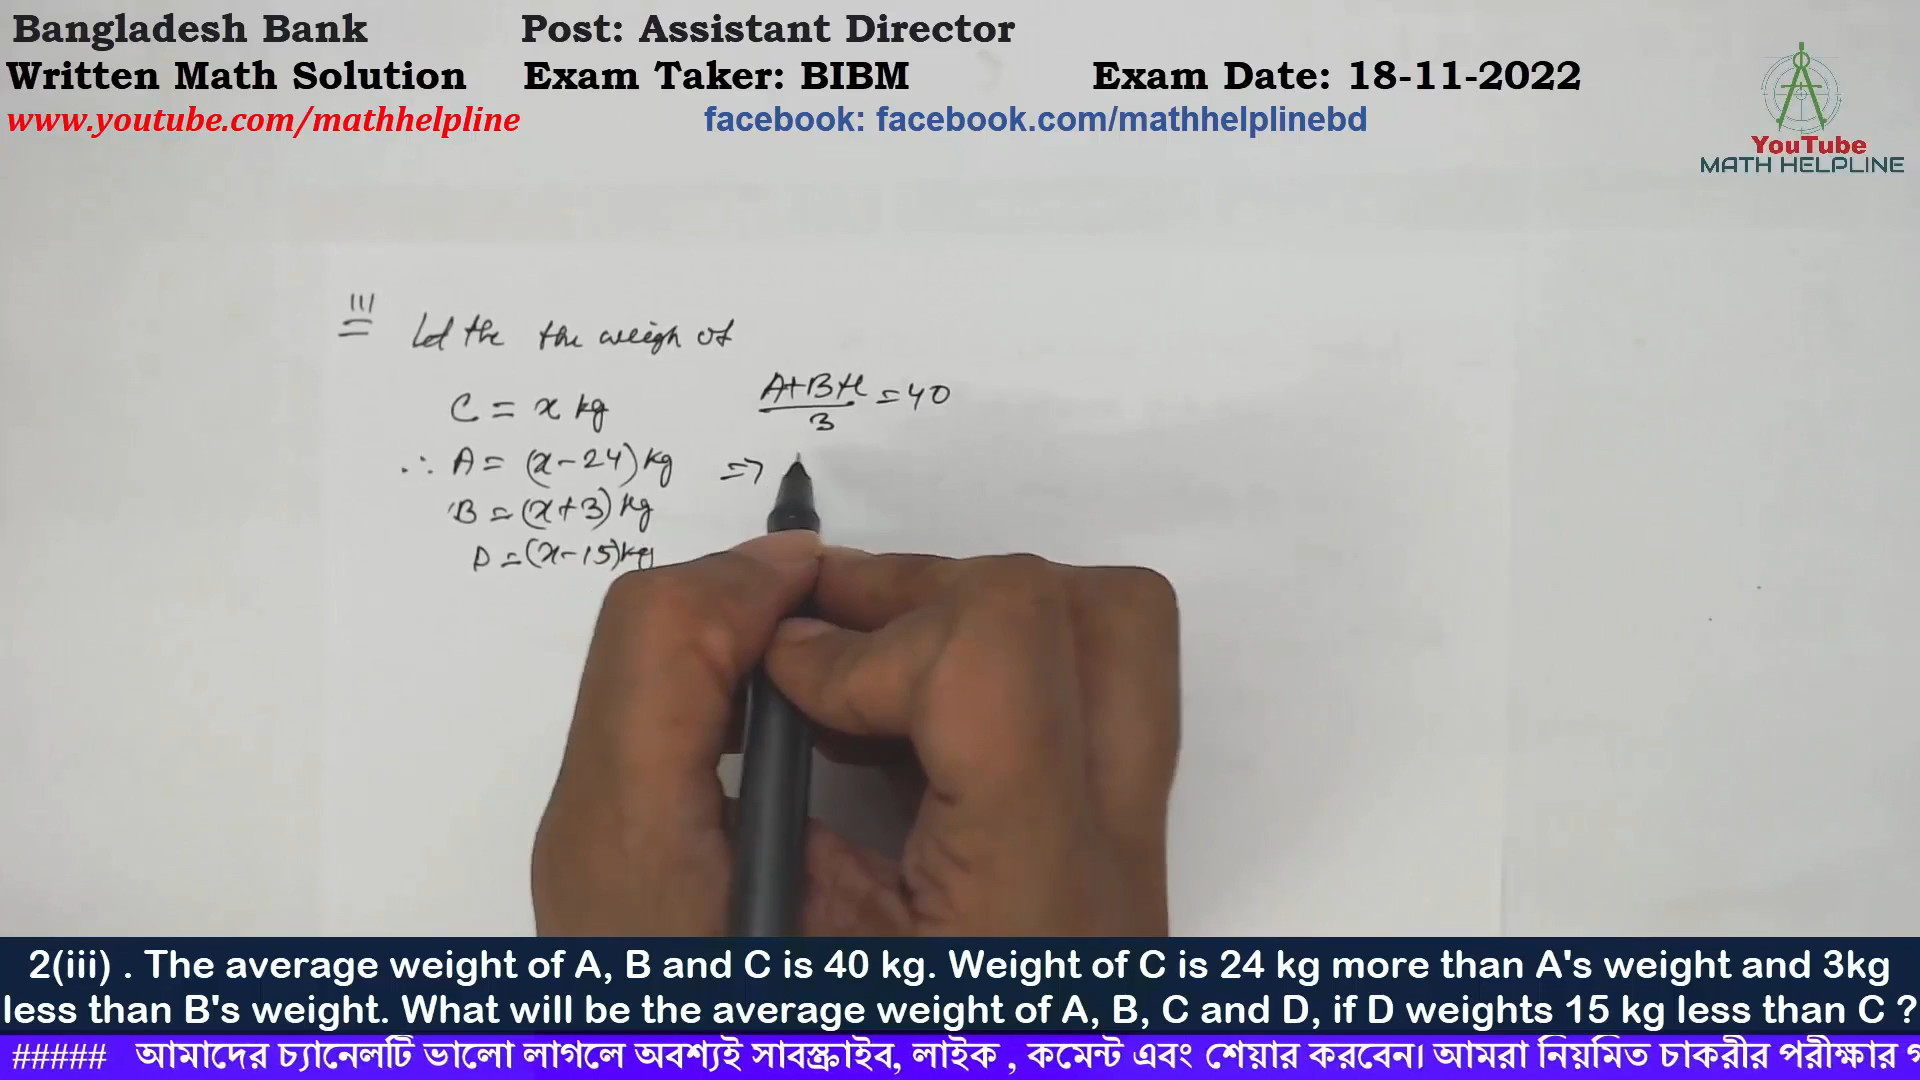 Bangladesh Bank Post: Assistant Director
Written Math Solution Exam Taker: BIBM Exam Date: 18-11-2022
www.youtube.com/mathhelpline facebook: facebook.com/mathhelplinebd
YouTube
MATH HELPLINE
III
Let the the weigh of
C = x kg
∴ A = (x-24) kg
B = (x+3) kg
D = (x-15) kg
A+B+C
3
= 40
=>
2(iii) . The average weight of A, B and C is 40 kg. Weight of C is 24 kg more than A's weight and 3kg
less than B's weight. What will be the average weight of A, B, C and D, if D weights 15 kg less than C ?
##### আমাদের চ্যানেলটি ভালো লাগলে অবশ্যই সাবস্ক্রাইব, লাইক , কমেন্ট এবং শেয়ার করবেন। আমরা নিয়মিত চাকরীর পরীক্ষার